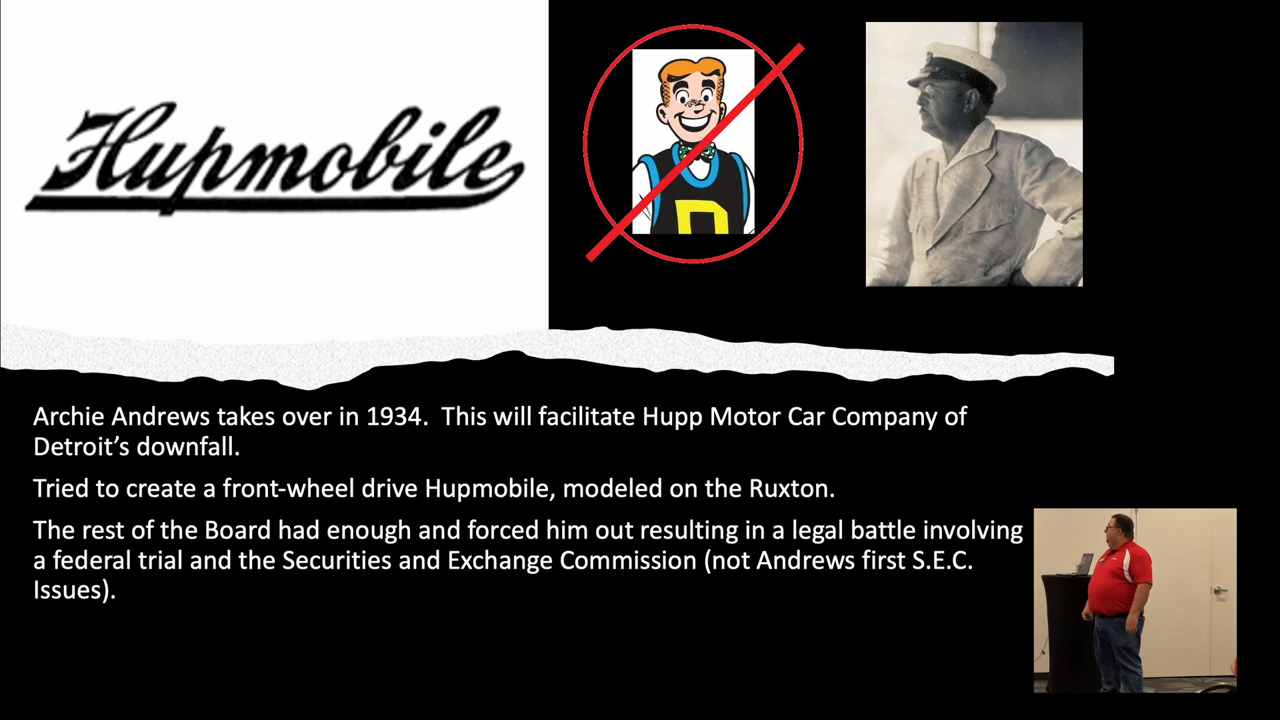 Hupmobile
Archie Andrews takes over in 1934.  This will facilitate Hupp Motor Car Company of
Detroit’s downfall.
Tried to create a front-wheel drive Hupmobile, modeled on the Ruxton.
The rest of the Board had enough and forced him out resulting in a legal battle involving
a federal trial and the Securities and Exchange Commission (not Andrews first S.E.C.
Issues).